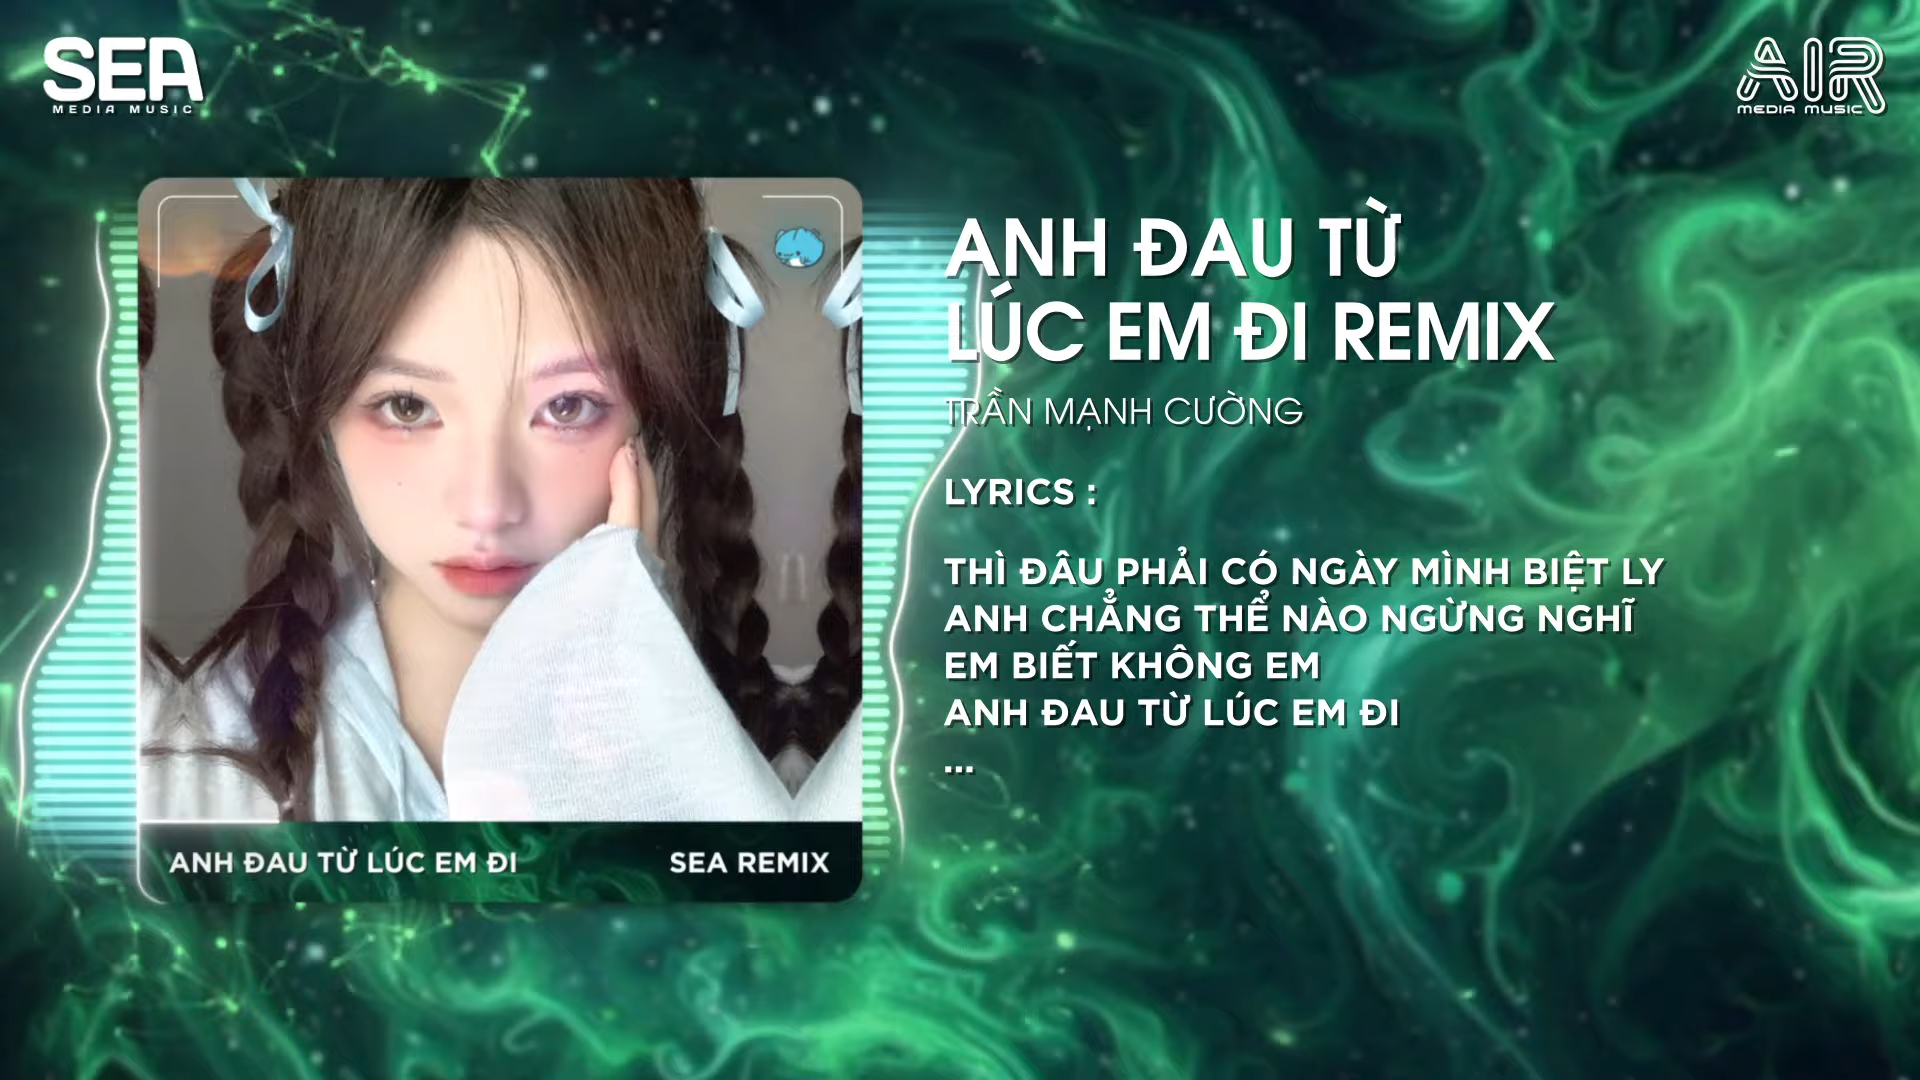 SEA
MEDIA MUSIC
AIR
MEDIA MUSIC
ANH ĐAU TỪ
LÚC EM ĐI REMIX
TRẦN MẠNH CƯỜNG
LYRICS :
THÌ ĐÂU PHẢI CÓ NGÀY MÌNH BIỆT LY
ANH CHẲNG THỂ NÀO NGỪNG NGHĨ
EM BIẾT KHÔNG EM
ANH ĐAU TỪ LÚC EM ĐI
...
ANH ĐAU TỪ LÚC EM ĐI
SEA REMIX